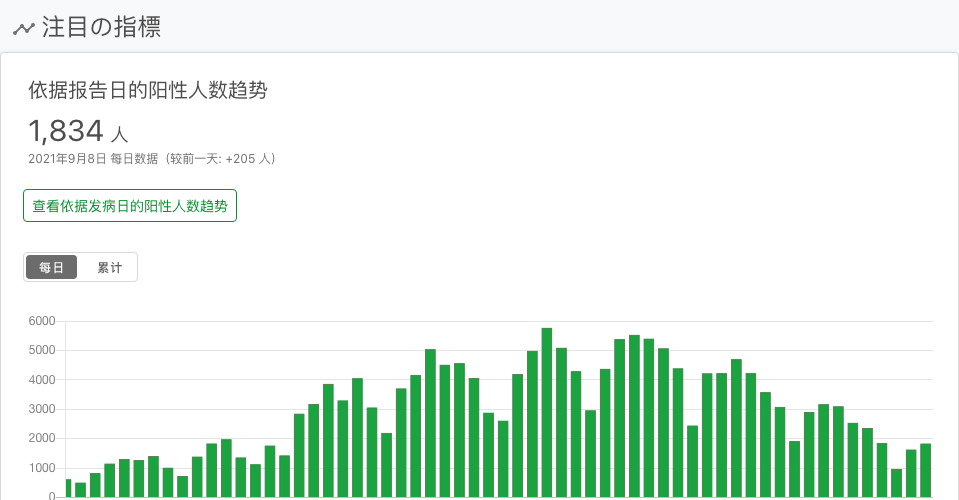 注目の指標
依据报告日的阳性人数趋势
1,834 人
2021年9月8日 每日数据（较前一天: +205 人）
查看依据发病日的阳性人数趋势
每日 累计
6000
5000
4000
3000
2000
1000
0